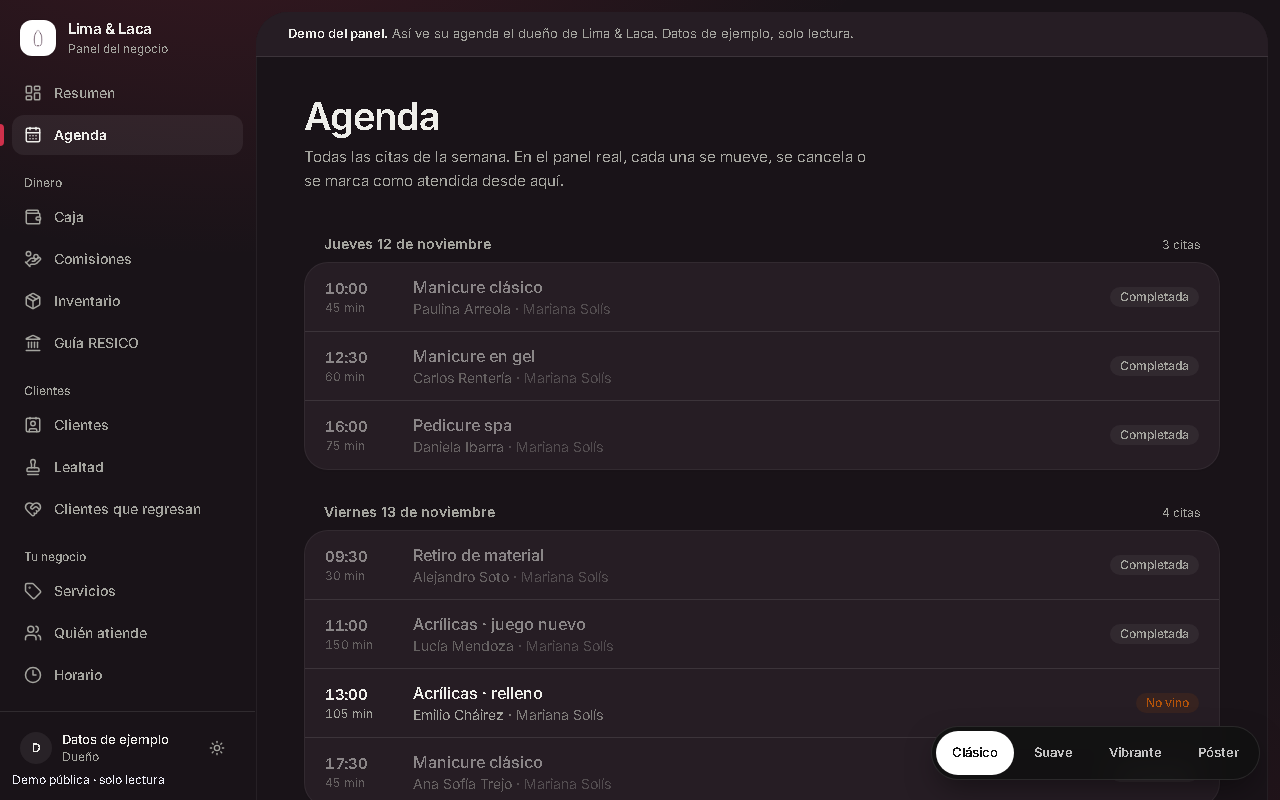 Lima & Laca
Panel del negocio
Resumen
Agenda
Dinero
Caja
Comisiones
Inventario
Guía RESICO
Clientes
Clientes
Lealtad
Clientes que regresan
Tu negocio
Servicios
Quién atiende
Horario
D
Datos de ejemplo
Dueño
Demo pública · solo lectura
Demo del panel. Así ve su agenda el dueño de Lima & Laca. Datos de ejemplo, solo lectura.
Agenda
Todas las citas de la semana. En el panel real, cada una se mueve, se cancela o
se marca como atendida desde aquí.
Jueves 12 de noviembre
3 citas
10:00
45 min
Manicure clásico
Paulina Arreola · Mariana Solís
Completada
12:30
60 min
Manicure en gel
Carlos Rentería · Mariana Solís
Completada
16:00
75 min
Pedicure spa
Daniela Ibarra · Mariana Solís
Completada
Viernes 13 de noviembre
4 citas
09:30
30 min
Retiro de material
Alejandro Soto · Mariana Solís
Completada
11:00
150 min
Acrílicas · juego nuevo
Lucía Mendoza · Mariana Solís
Completada
13:00
105 min
Acrílicas · relleno
Emilio Cháirez · Mariana Solís
No vino
17:30
45 min
Manicure clásico
Ana Sofía Trejo · Mariana Solís
Clásico
Suave
Vibrante
Póster